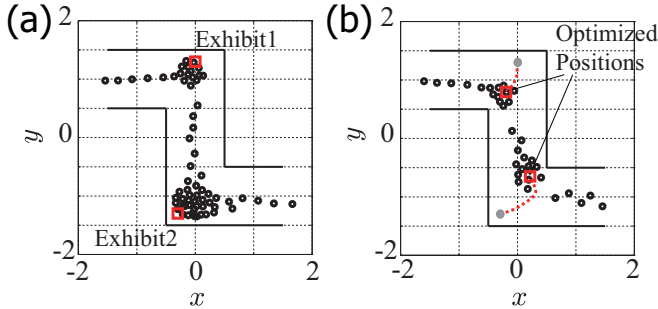 (a)
2
Exhibit1
y
0
Exhibit2
-2
-2
0
2
x
(b)
2
Optimized
Positions
y
0
-2
-2
0
2
x